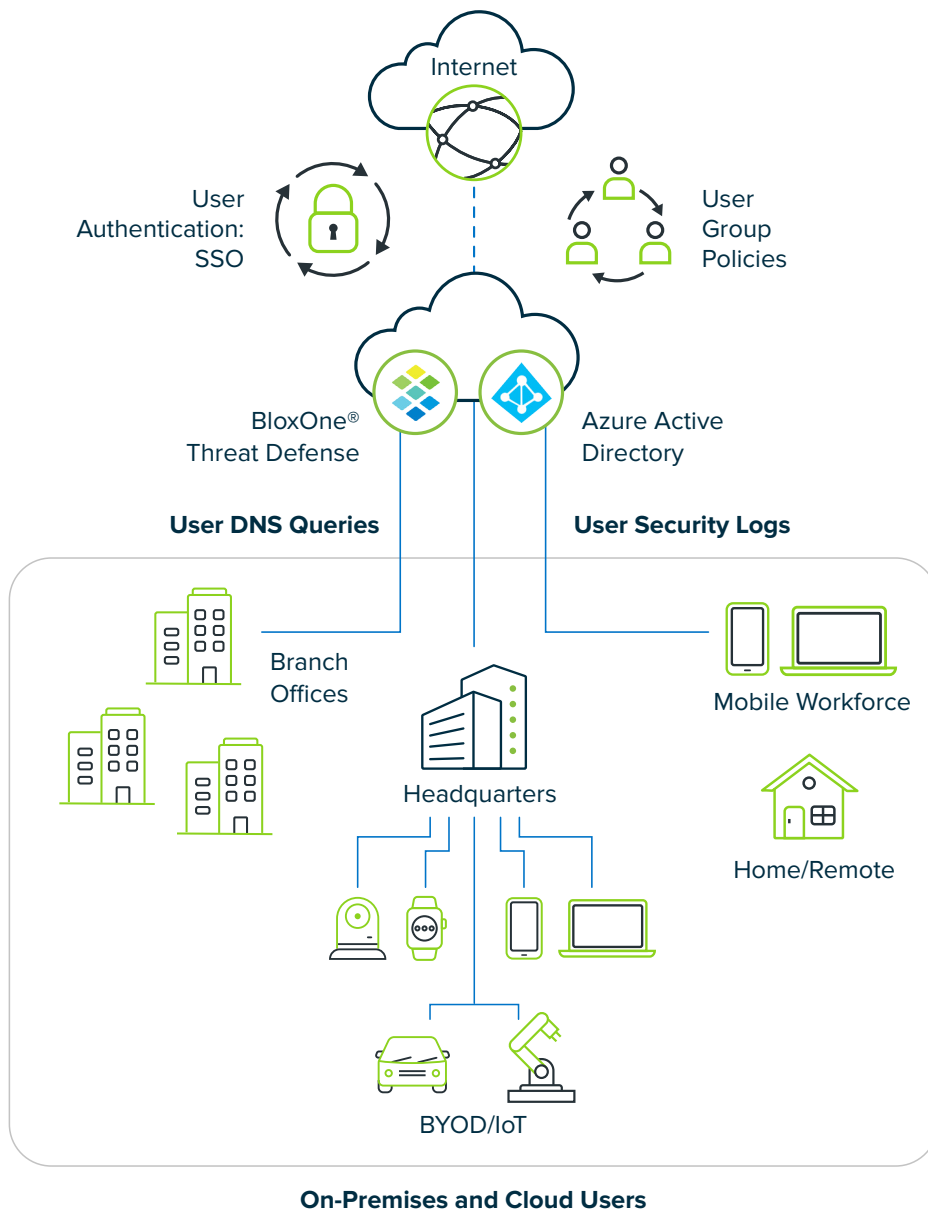 Internet
User
Authentication:
SSO
User
Group
Policies
BloxOne®
Threat Defense
Azure Active
Directory
User DNS Queries
User Security Logs
Branch
Offices
Mobile Workforce
Headquarters
Home/Remote
BYOD/IoT
On-Premises and Cloud Users